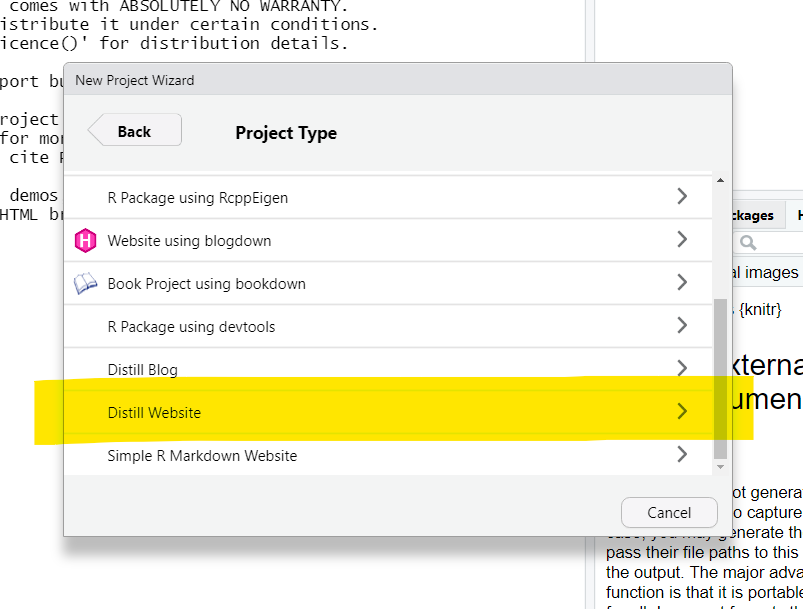 comes with ABSOLUTELY NO WARRANTY.
istribute it under certain conditions.
icence()' for distribution details.
port bu
roject
for mor
cite
demos
HTML br
New Project Wizard
Back
Project Type
R Package using RcppEigen
Website using blogdown
Book Project using bookdown
R Package using devtools
Distill Blog
Distill Website
Simple R Markdown Website
Cancel
ckages H
al images
{knitr}
xterna
umen
ot genera
o capture
case, you may generate th
pass their file paths to this
the output. The major adva
function is that it is portable